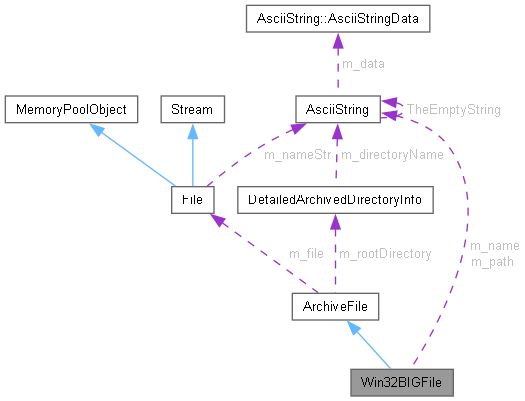 AsciiString::AsciiStringData
m_data
MemoryPoolObject
Stream
AsciiString
TheEmptyString
m_nameStr
m_directoryName
File
DetailedArchivedDirectoryInfo
m_file
m_rootDirectory
m_name
m_path
ArchiveFile
Win32BIGFile